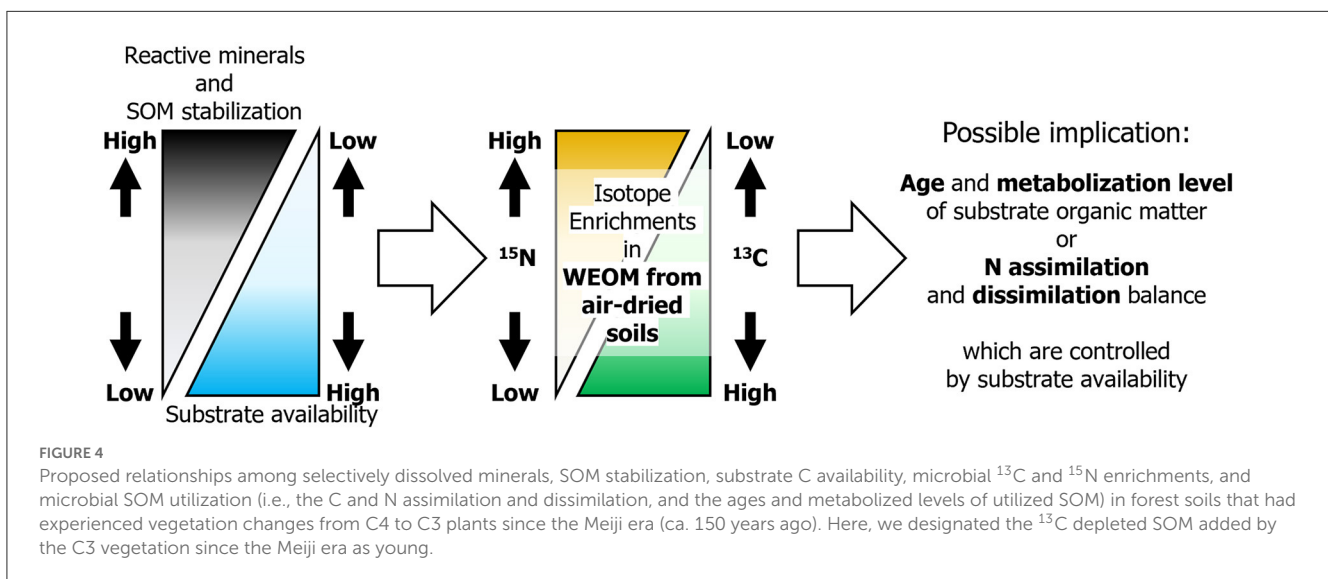 Reactive minerals
and
SOM stabilization
High
Low
Low
High
Substrate availability
High
Low
¹⁵N
¹³C
Low
High
Isotope
Enrichments
in
WEOM from
air-dried
soils
Possible implication:
Age and metabolization level
of substrate organic matter
or
N assimilation
and dissimilation balance
which are controlled
by substrate availability
FIGURE 4
Proposed relationships among selectively dissolved minerals, SOM stabilization, substrate C availability, microbial ¹³C and ¹⁵N enrichments, and
microbial SOM utilization (i.e., the C and N assimilation and dissimilation, and the ages and metabolized levels of utilized SOM) in forest soils that had
experienced vegetation changes from C4 to C3 plants since the Meiji era (ca. 150 years ago). Here, we designated the ¹³C depleted SOM added by
the C3 vegetation since the Meiji era as young.